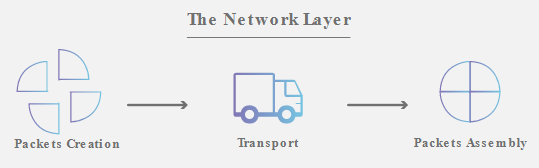 The Network Layer
Packets Creation
Transport
Packets Assembly